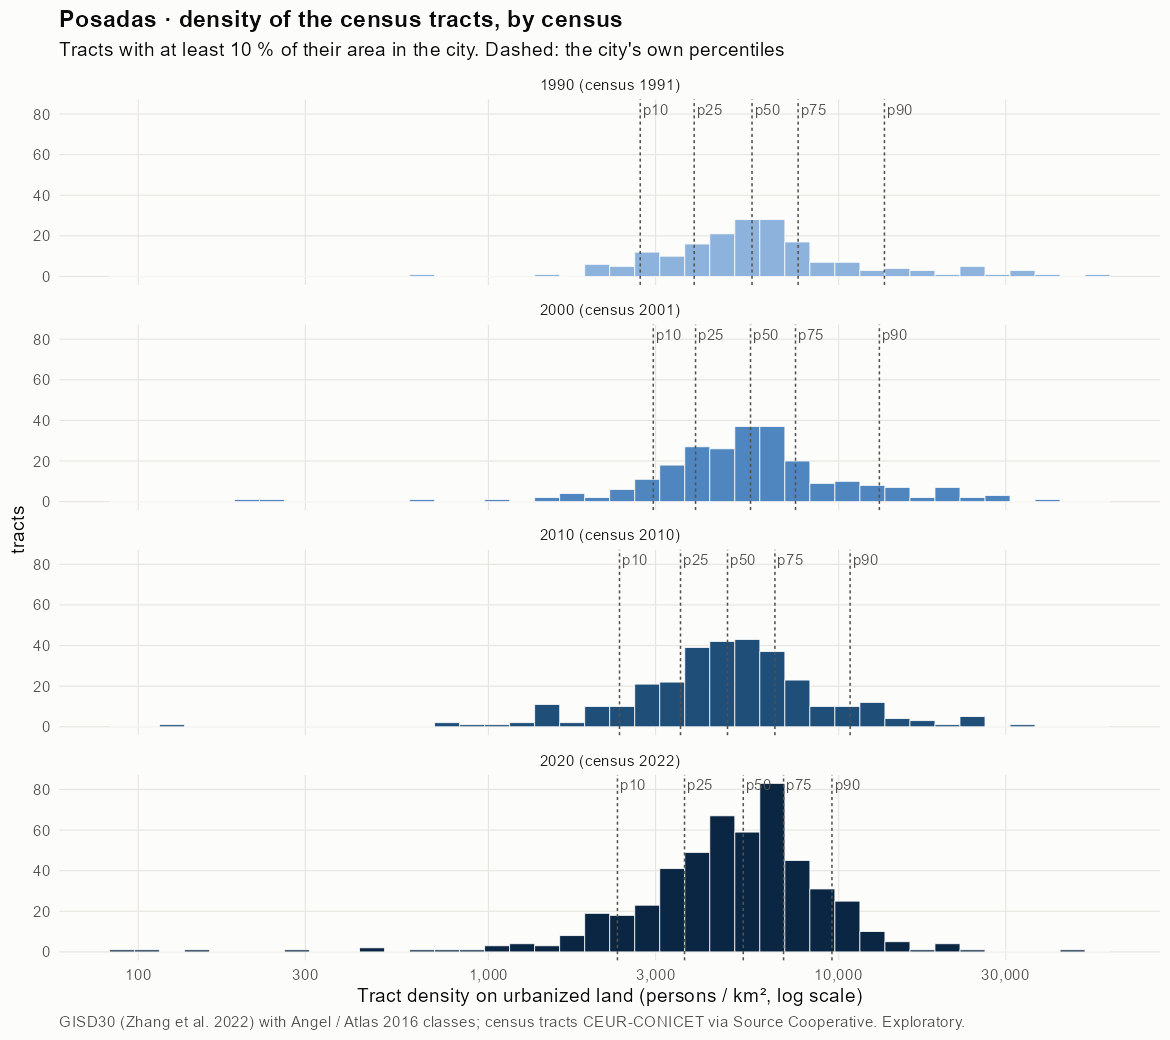 Posadas · density of the census tracts, by census
Tracts with at least 10 % of their area in the city. Dashed: the city's own percentiles
1990 (census 1991)
p10 p25 p50 p75 p90
80
60
40
20
0
2000 (census 2001)
p10 p25 p50 p75 p90
80
60
40
20
0
tracts
2010 (census 2010)
p10 p25 p50 p75 p90
80
60
40
20
0
2020 (census 2022)
p10 p25 p50 p75 p90
80
60
40
20
0
100 300 1,000 3,000 10,000 30,000
Tract density on urbanized land (persons / km², log scale)
GISD30 (Zhang et al. 2022) with Angel / Atlas 2016 classes; census tracts CEUR-CONICET via Source Cooperative. Exploratory.